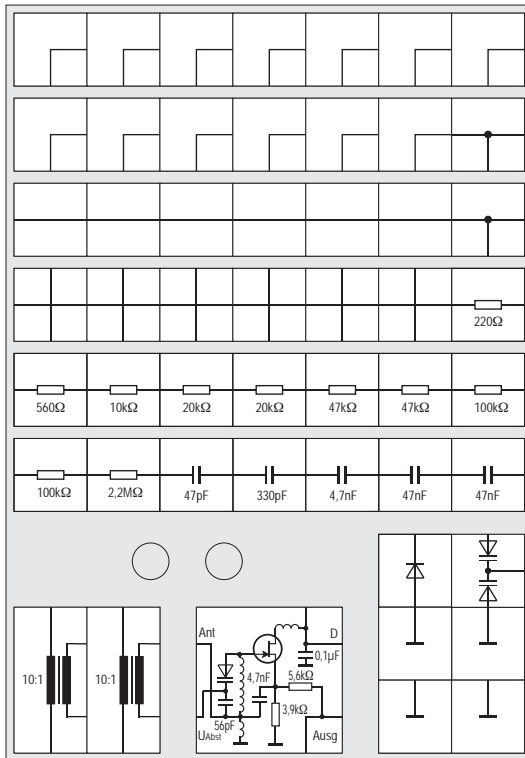 220Ω
560Ω 10kΩ 20kΩ 20kΩ 47kΩ 47kΩ 100kΩ
100kΩ 2,2MΩ 47pF 330pF 4,7nF 47nF 47nF
10:1 10:1
Ant D
0,1µF
4,7nF 5,6kΩ
3,9kΩ
56pF
UAbst Ausg